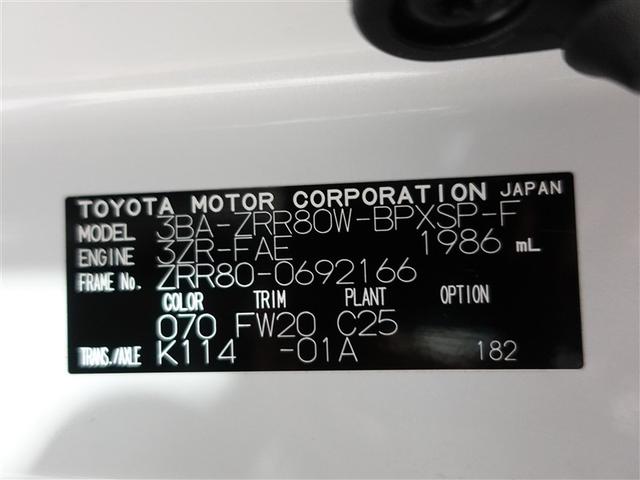 TOYOTA MOTOR CORPORATION JAPAN
MODEL 3BA-ZRR80W-BPXSP-F
ENGINE 3ZR-FAE 1986 mL
FRAME No. ZRR80-0692166
COLOR TRIM PLANT OPTION
070 FW20 C25
TRANS./AXLE K114 -01A 182